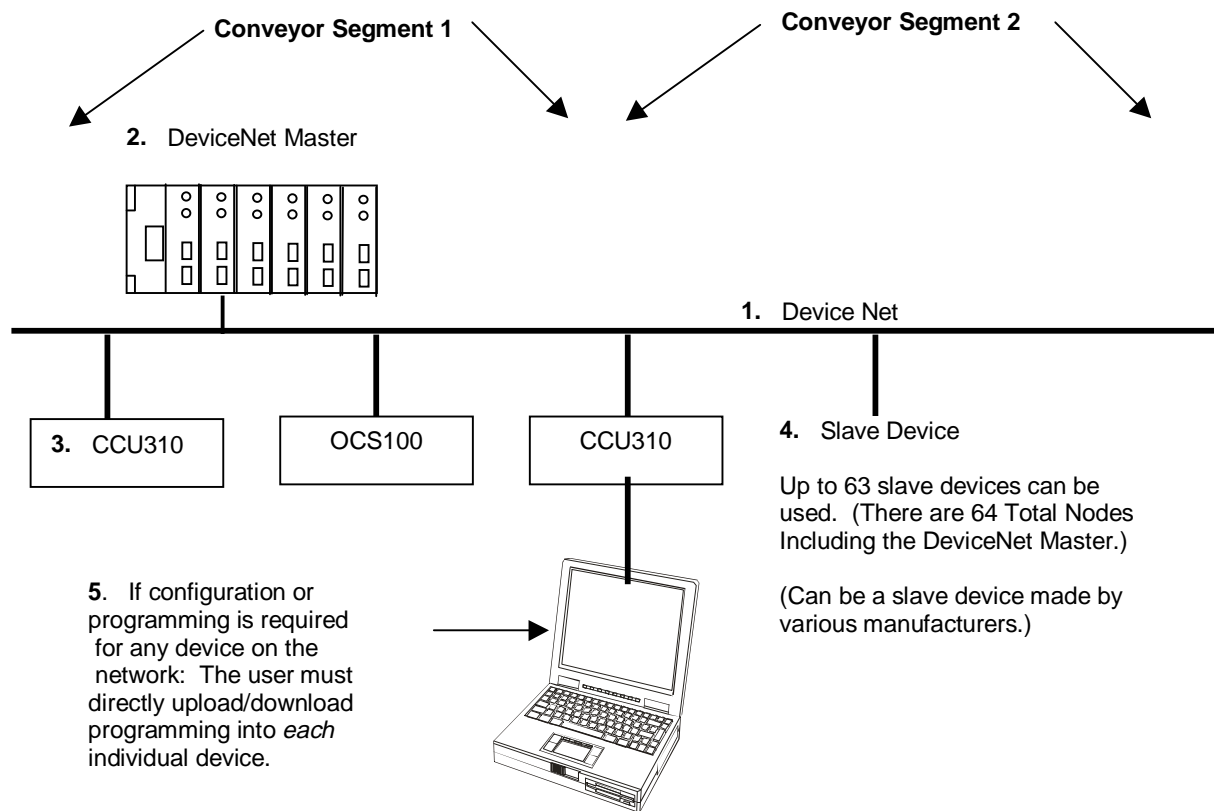 Conveyor Segment 1
Conveyor Segment 2
2. DeviceNet Master
1. Device Net
3. CCU310
OCS100
CCU310
4. Slave Device
Up to 63 slave devices can be
used. (There are 64 Total Nodes
Including the DeviceNet Master.)
(Can be a slave device made by
various manufacturers.)
5. If configuration or
programming is required
for any device on the
network: The user must
directly upload/download
programming into each
individual device.